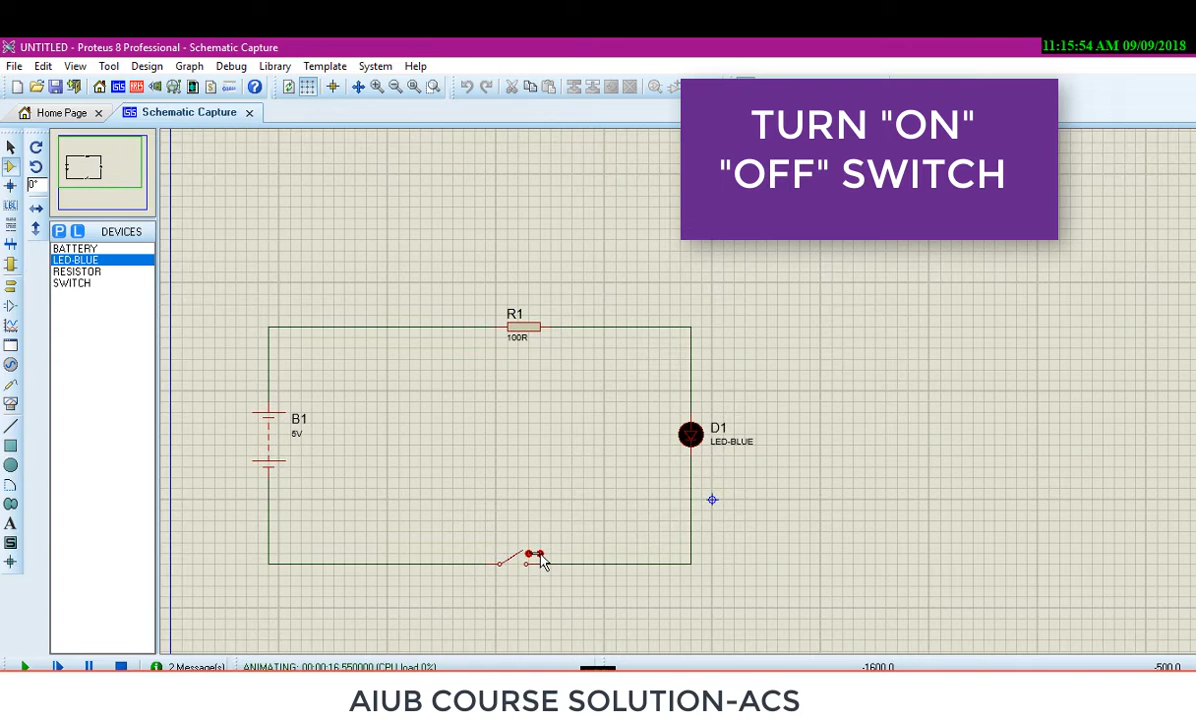 UNTITLED - Proteus 8 Professional - Schematic Capture
11:15:54 AM 09/09/2018
File Edit View Tool Design Graph Debug Library Template System Help
Home Page
Schematic Capture
TURN "ON"
"OFF" SWITCH
0°
P L DEVICES
BATTERY
LED-BLUE
RESISTOR
SWITCH
LBL
A
S
R1
100R
B1
5V
D1
LED-BLUE
2 Message(s)
ANIMATING: 00:00:16.550000 (CPU load 0%)
-1600.0
-500.0
AIUB COURSE SOLUTION-ACS